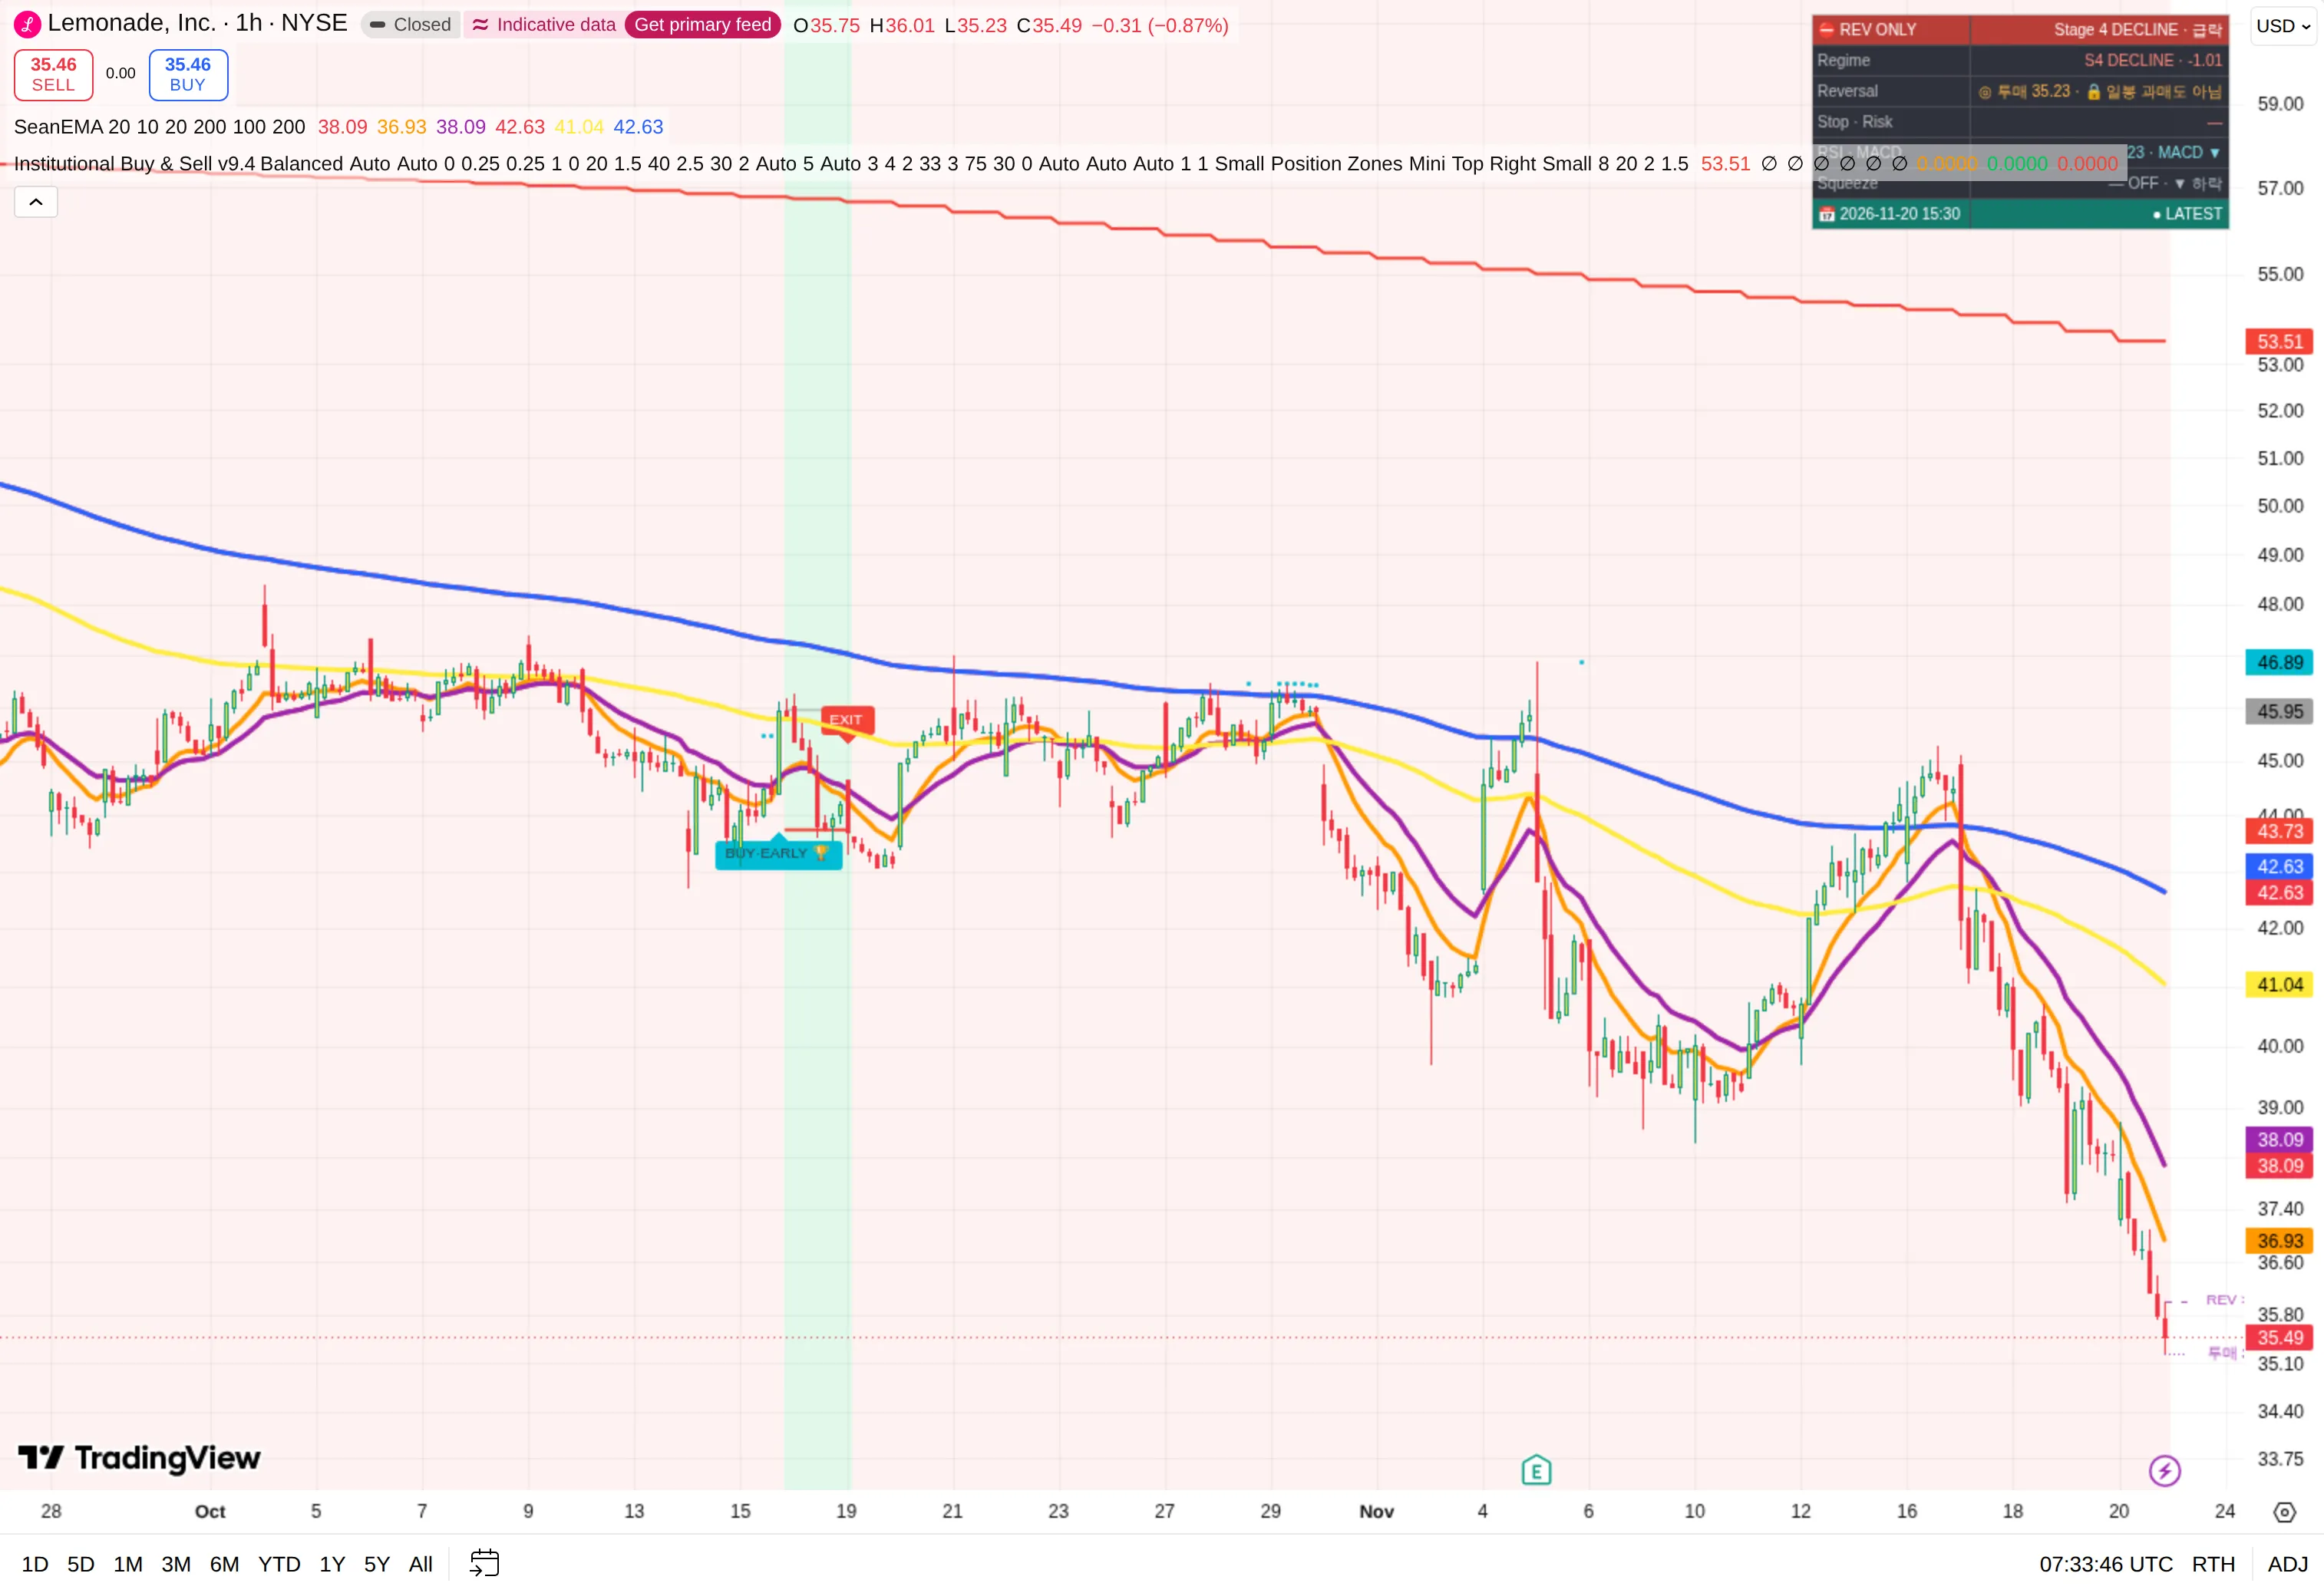 Lemonade, Inc. · 1h · NYSE Closed Indicative data Get primary feed O35.75 H36.01 L35.23 C35.49 −0.31 (−0.87%)
35.46 SELL 0.00 35.46 BUY
SeanEMA 20 10 20 200 100 200 38.09 36.93 38.09 42.63 41.04 42.63
Institutional Buy & Sell v9.4 Balanced Auto Auto 0 0.25 0.25 1 0 20 1.5 40 2.5 30 2 Auto 5 Auto 3 4 2 33 3 75 30 0 Auto Auto Auto 1 1 Small Position Zones Mini Top Right Small 8 20 2 1.5 53.51 ∅ ∅ ∅ ∅ ∅ ∅ 0.0000 0.0000 0.0000
REV ONLY Stage 4 DECLINE · 급락
Regime S4 DECLINE · -1.01
Reversal ◎ 투매 35.23 · 🔒 일봉 과매도 아님
Stop · Risk —
RSI · MACD 23 · MACD ▼
Squeeze — OFF · ▼ 하락
📅 2026-11-20 15:30 ● LATEST
USD
59.00
57.00
55.00
53.51
53.00
52.00
51.00
50.00
49.00
48.00
46.89
45.95
45.00
44.00
43.73
42.63
42.63
42.00
41.04
40.00
39.00
38.09
38.09
37.40
36.93
36.60
35.80
35.49
35.10
34.40
33.75
EXIT
BUY·EARLY 🏆
REV :
투매 :
E
TradingView
28 Oct 5 7 9 13 15 19 21 23 27 29 Nov 4 6 10 12 16 18 20 24
1D 5D 1M 3M 6M YTD 1Y 5Y All
07:33:46 UTC RTH ADJ